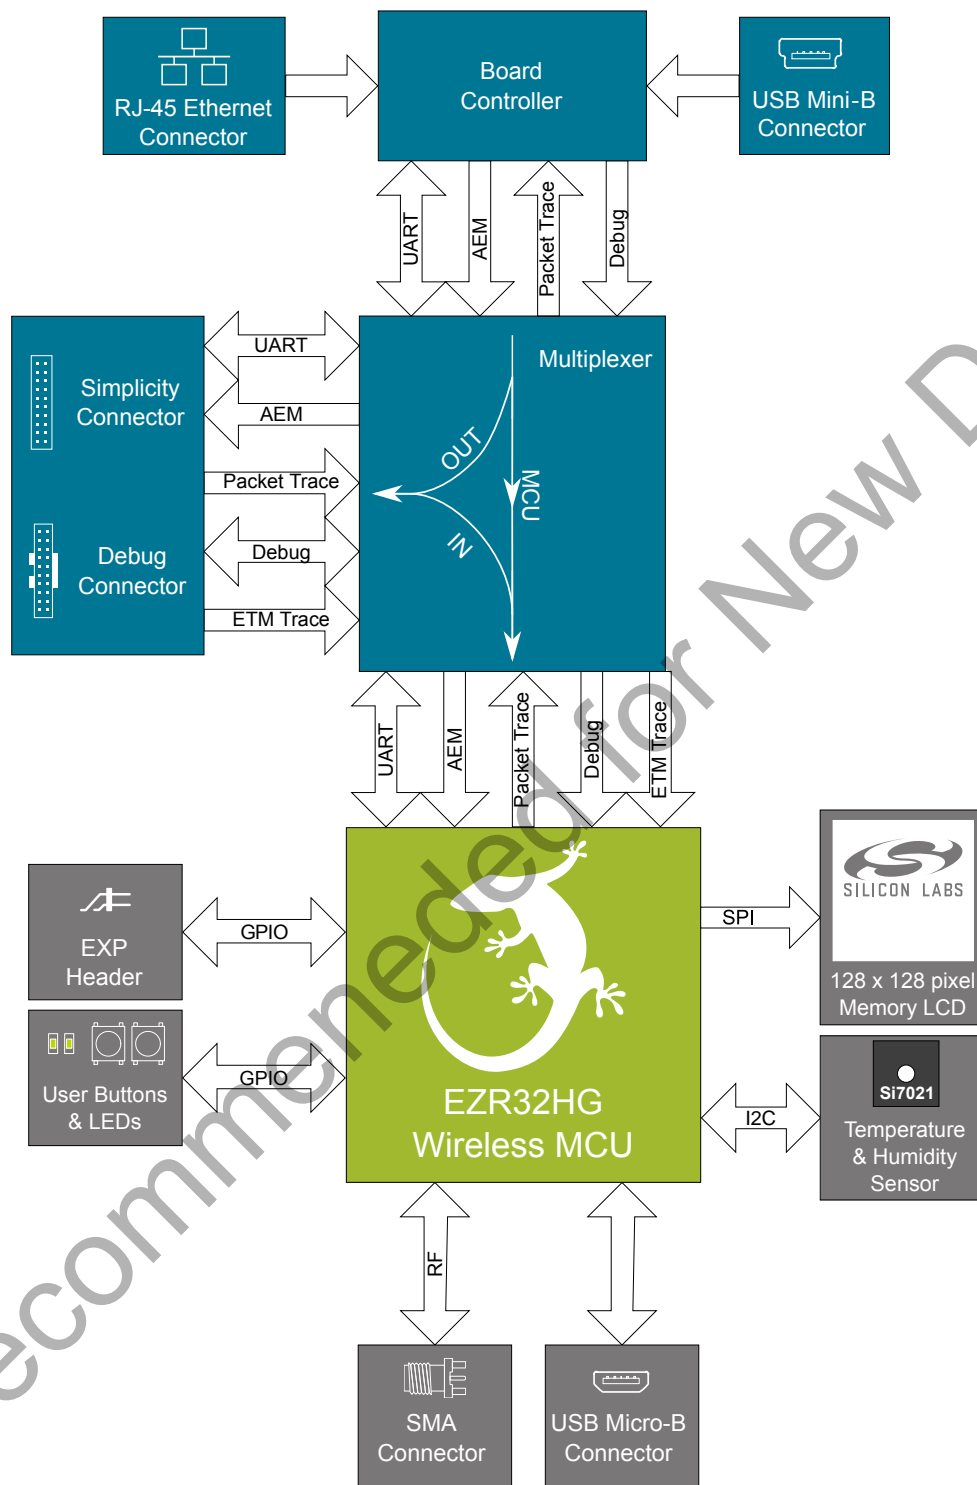 RJ-45 Ethernet
Connector
Board
Controller
USB Mini-B
Connector
UART
AEM
Packet Trace
Debug
Simplicity
Connector
Debug
Connector
UART
AEM
Packet Trace
Debug
ETM Trace
Multiplexer
OUT
MCU
IN
UART
AEM
Packet Trace
Debug
ETM Trace
EXP
Header
GPIO
User Buttons
& LEDs
GPIO
EZR32HG
Wireless MCU
SPI
SILICON LABS
128 x 128 pixel
Memory LCD
I2C
Si7021
Temperature
& Humidity
Sensor
RF
SMA
Connector
USB Micro-B
Connector
ecommeneded for New D